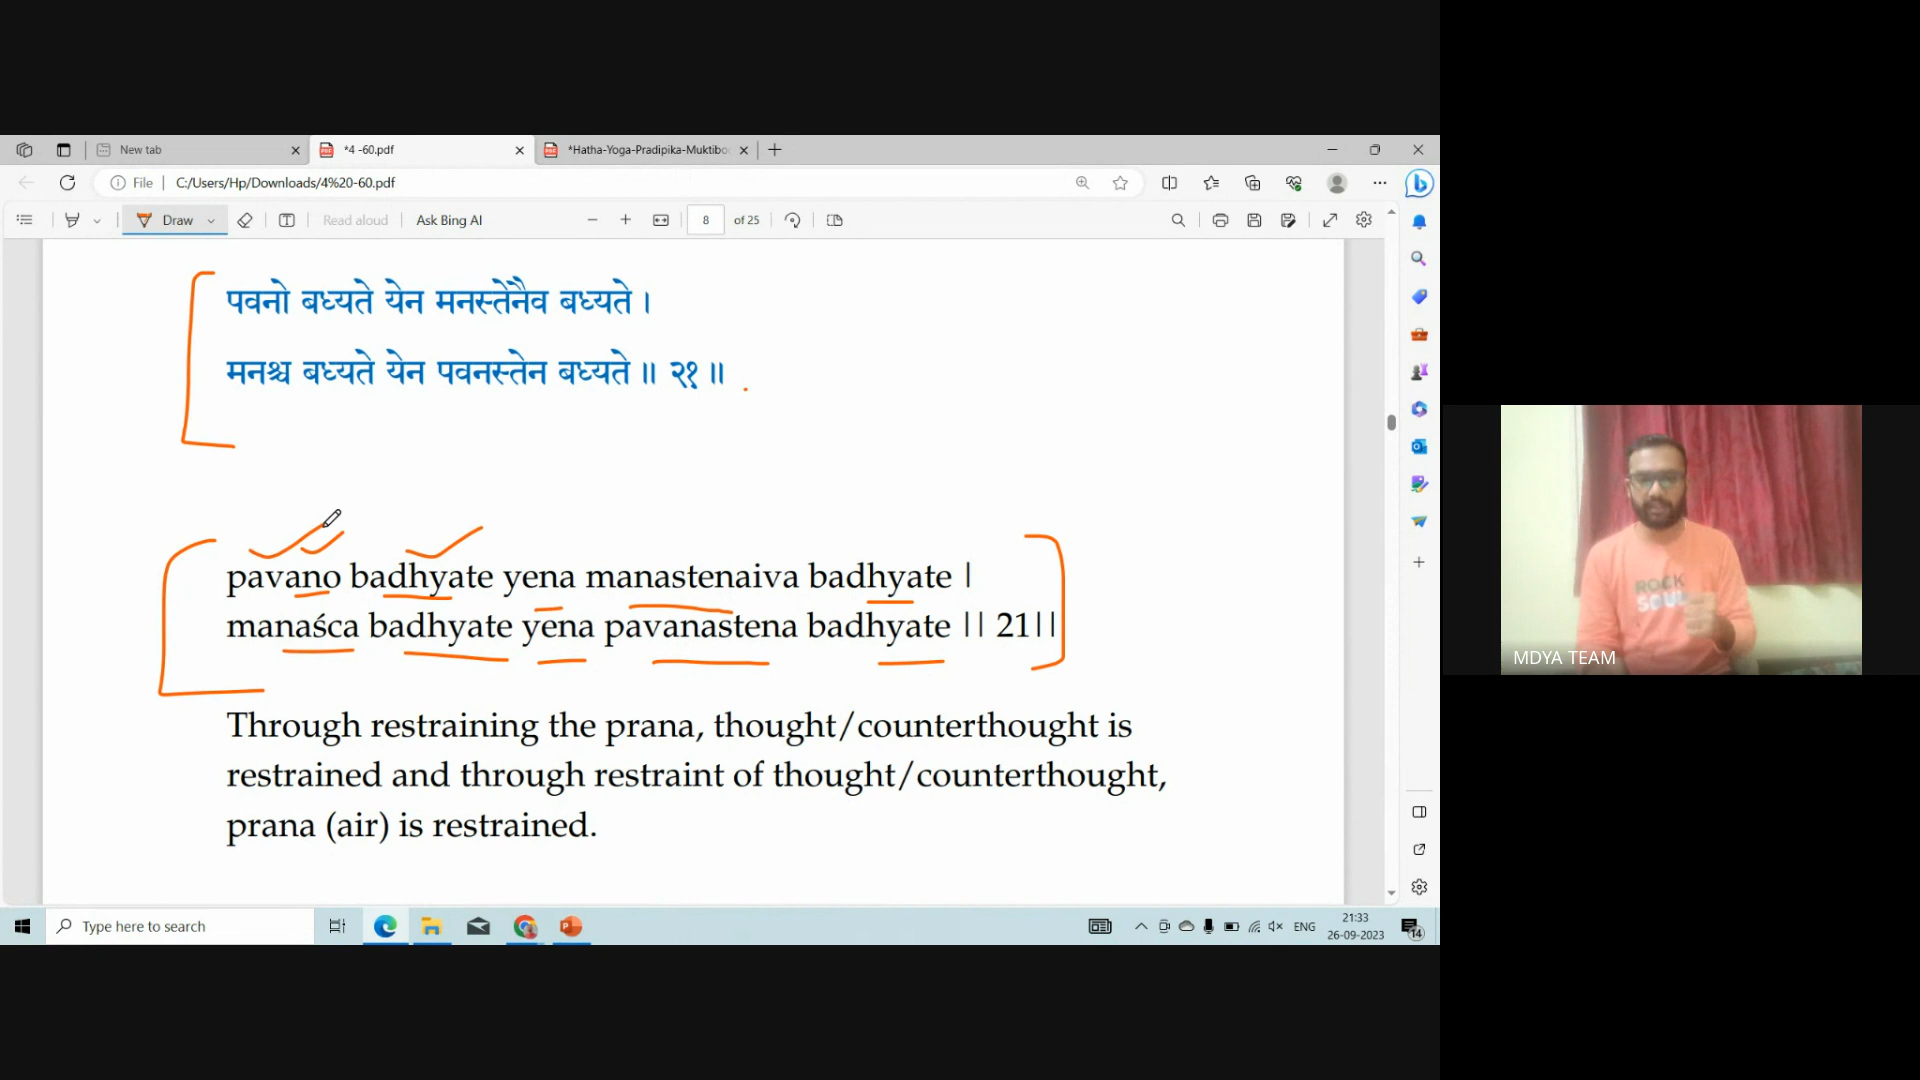 New tab
*4 -60.pdf
*Hatha-Yoga-Pradipika-Muktibo
File
C:/Users/Hp/Downloads/4%20-60.pdf
Draw
Read aloud
Ask Bing AI
8
of 25
पवनो बध्यते येन मनस्तेनैव बध्यते ।
मनश्च बध्यते येन पवनस्तेन बध्यते ॥ २१ ॥
pavano badhyate yena manastenaiva badhyate |
manaśca badhyate yena pavanastena badhyate || 21||
Through restraining the prana, thought/counterthought is
restrained and through restraint of thought/counterthought,
prana (air) is restrained.
ROCK
SOUL
MDYA TEAM
Type here to search
ENG
21:33
26-09-2023
14